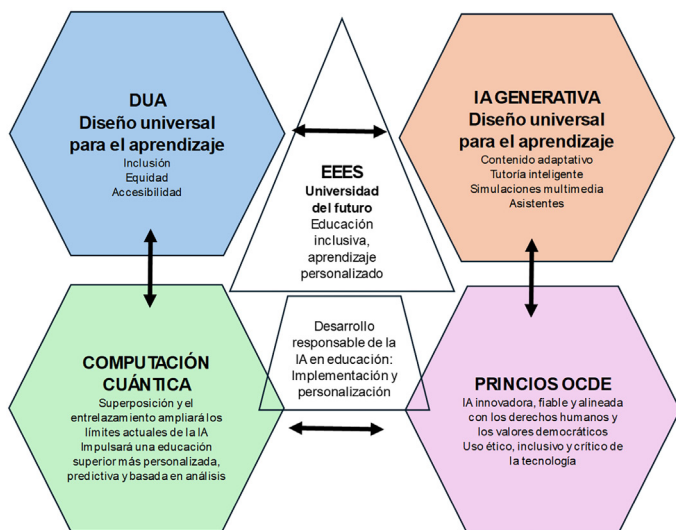 DUA
Diseño universal
para el aprendizaje
Inclusión
Equidad
Accesibilidad
IA GENERATIVA
Diseño universal
para el aprendizaje
Contenido adaptativo
Tutoría inteligente
Simulaciones multimedia
Asistentes
EEES
Universidad
del futuro
Educación
inclusiva,
aprendizaje
personalizado
Desarrollo
responsable de la
IA en educación:
Implementación y
personalización
COMPUTACIÓN
CUÁNTICA
Superposición y el
entrelazamiento ampliará los
límites actuales de la IA
Impulsará una educación
superior más personalizada,
predictiva y basada en análisis
PRINCIOS OCDE
IA innovadora, fiable y alineada
con los derechos humanos y
los valores democráticos
Uso ético, inclusivo y crítico de
la tecnología